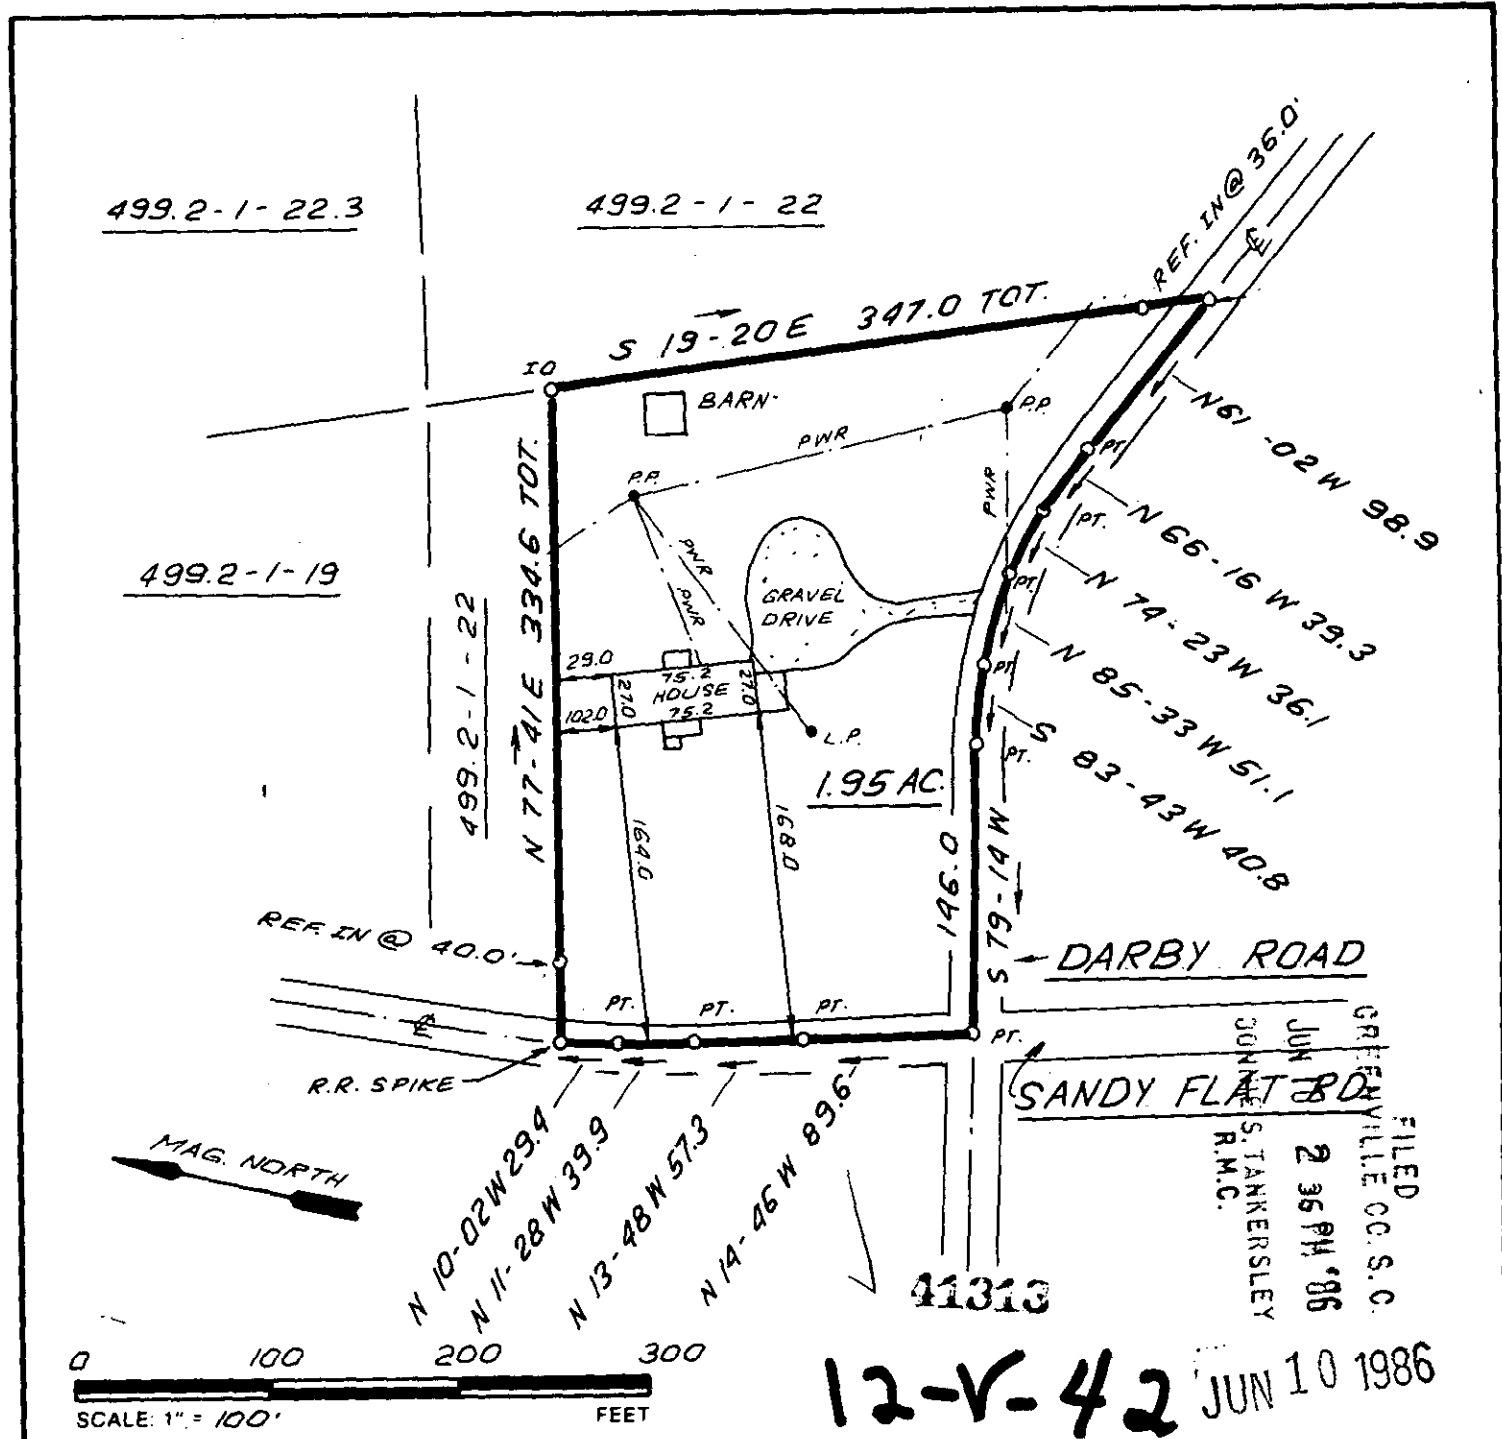 499.2-1-22.3
499.2-1-22
REF. IN @ 36.0'
℄
S 19-20 E 347.0 TOT.
IO
BARN
P.P.
PWR
PWR
P.P.
PT.
N 61-02 W 98.9
PT.
N 66-16 W 39.3
PT.
N 74-23 W 36.1
PT.
N 85-33 W 51.1
PT.
S 83-43 W 40.8
499.2-1-19
499.2-1-22
N 77-41 E 334.6 TOT.
PWR
PWR
GRAVEL
DRIVE
29.0
75.2
27.0
HOUSE
27.0
102.0
75.2
L.P.
1.95 AC.
164.0
168.0
146.0
S 79-14 W
REF. IN @ 40.0'
DARBY ROAD
℄
PT.
PT.
PT.
PT.
R.R. SPIKE
SANDY FLAT RD.
MAG. NORTH
N 10-02 W 29.4
N 11-28 W 39.9
N 13-48 W 57.3
N 14-46 W 89.6
FILED
GREENVILLE CO. S. C.
JUN 10 2 36 PM '86
DONNIE S. TANKERSLEY
R.M.C.
41313
0 100 200 300
SCALE: 1" = 100' FEET
12-V-42
JUN 10 1986